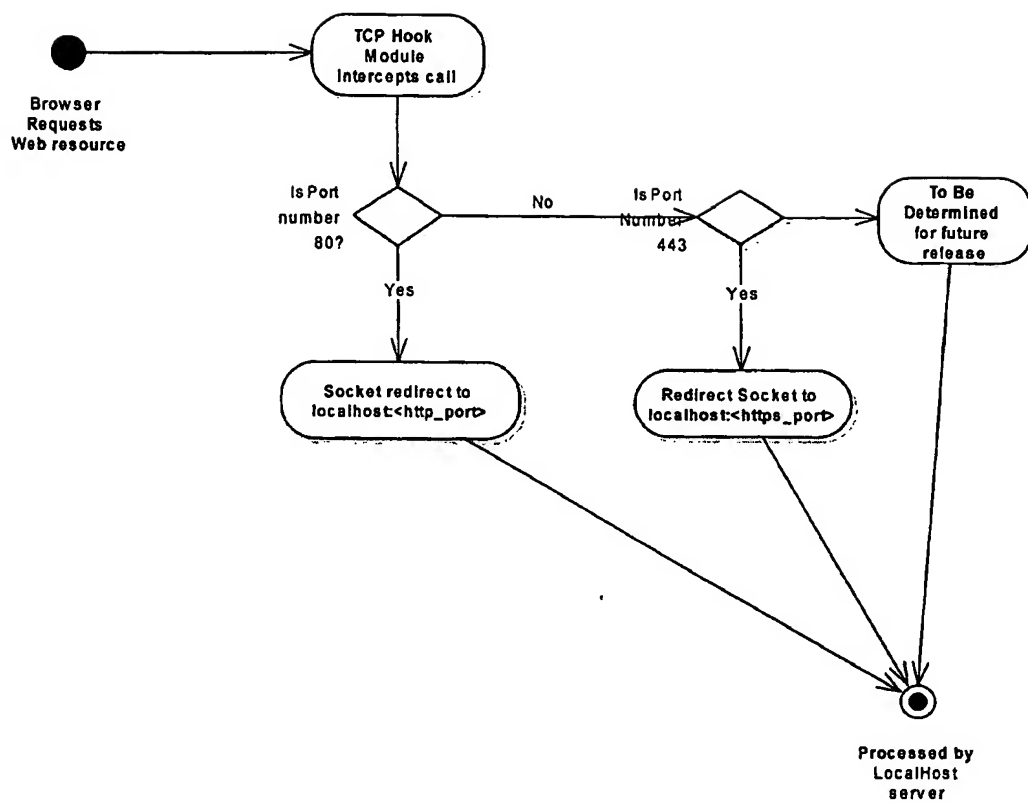 TCP Hook
Module
Intercepts call
Browser
Requests
Web resource
Is Port
number
80?
No
Is Port
Number
443
To Be
Determined
for future
release
Yes
Yes
Socket redirect to
localhost:<http_port>
Redirect Socket to
localhost:<https_port>
Processed by
LocalHost
server